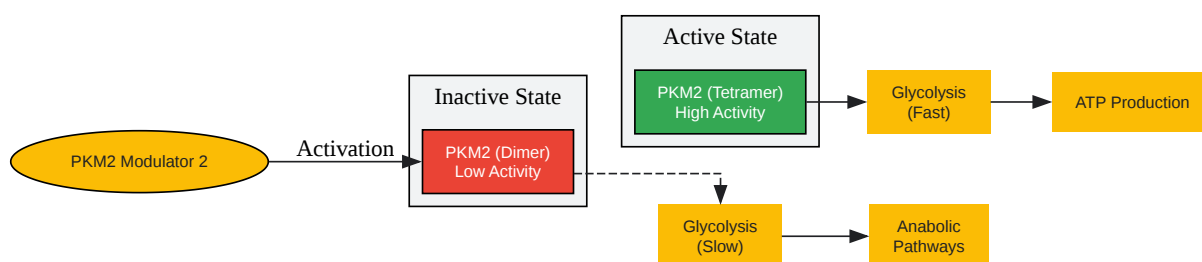 PKM2 Modulator 2
Activation
Inactive State
PKM2 (Dimer)
Low Activity
Active State
PKM2 (Tetramer)
High Activity
Glycolysis
(Fast)
ATP Production
Glycolysis
(Slow)
Anabolic
Pathways